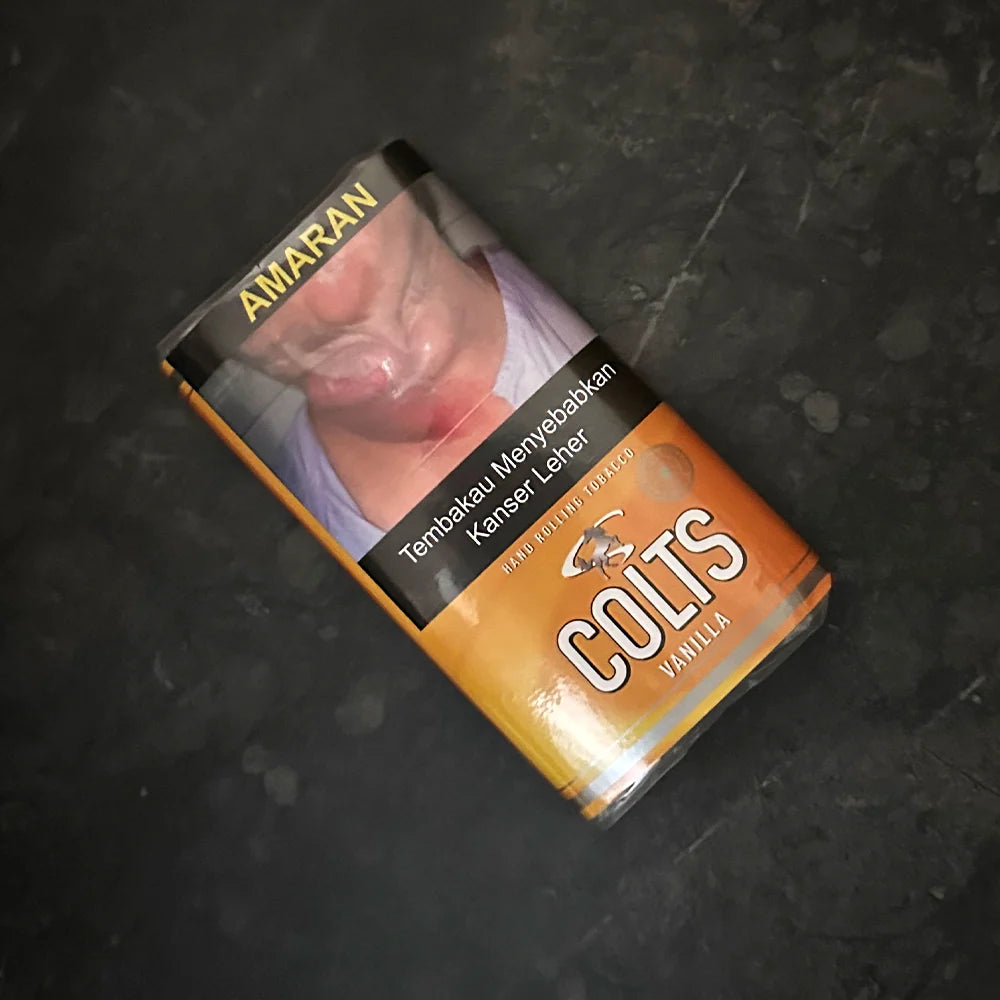 AMARAN
Tembakau Menyebabkan
Kanser Leher
HAND ROLLING TOBACCO
COLTS
VANILLA